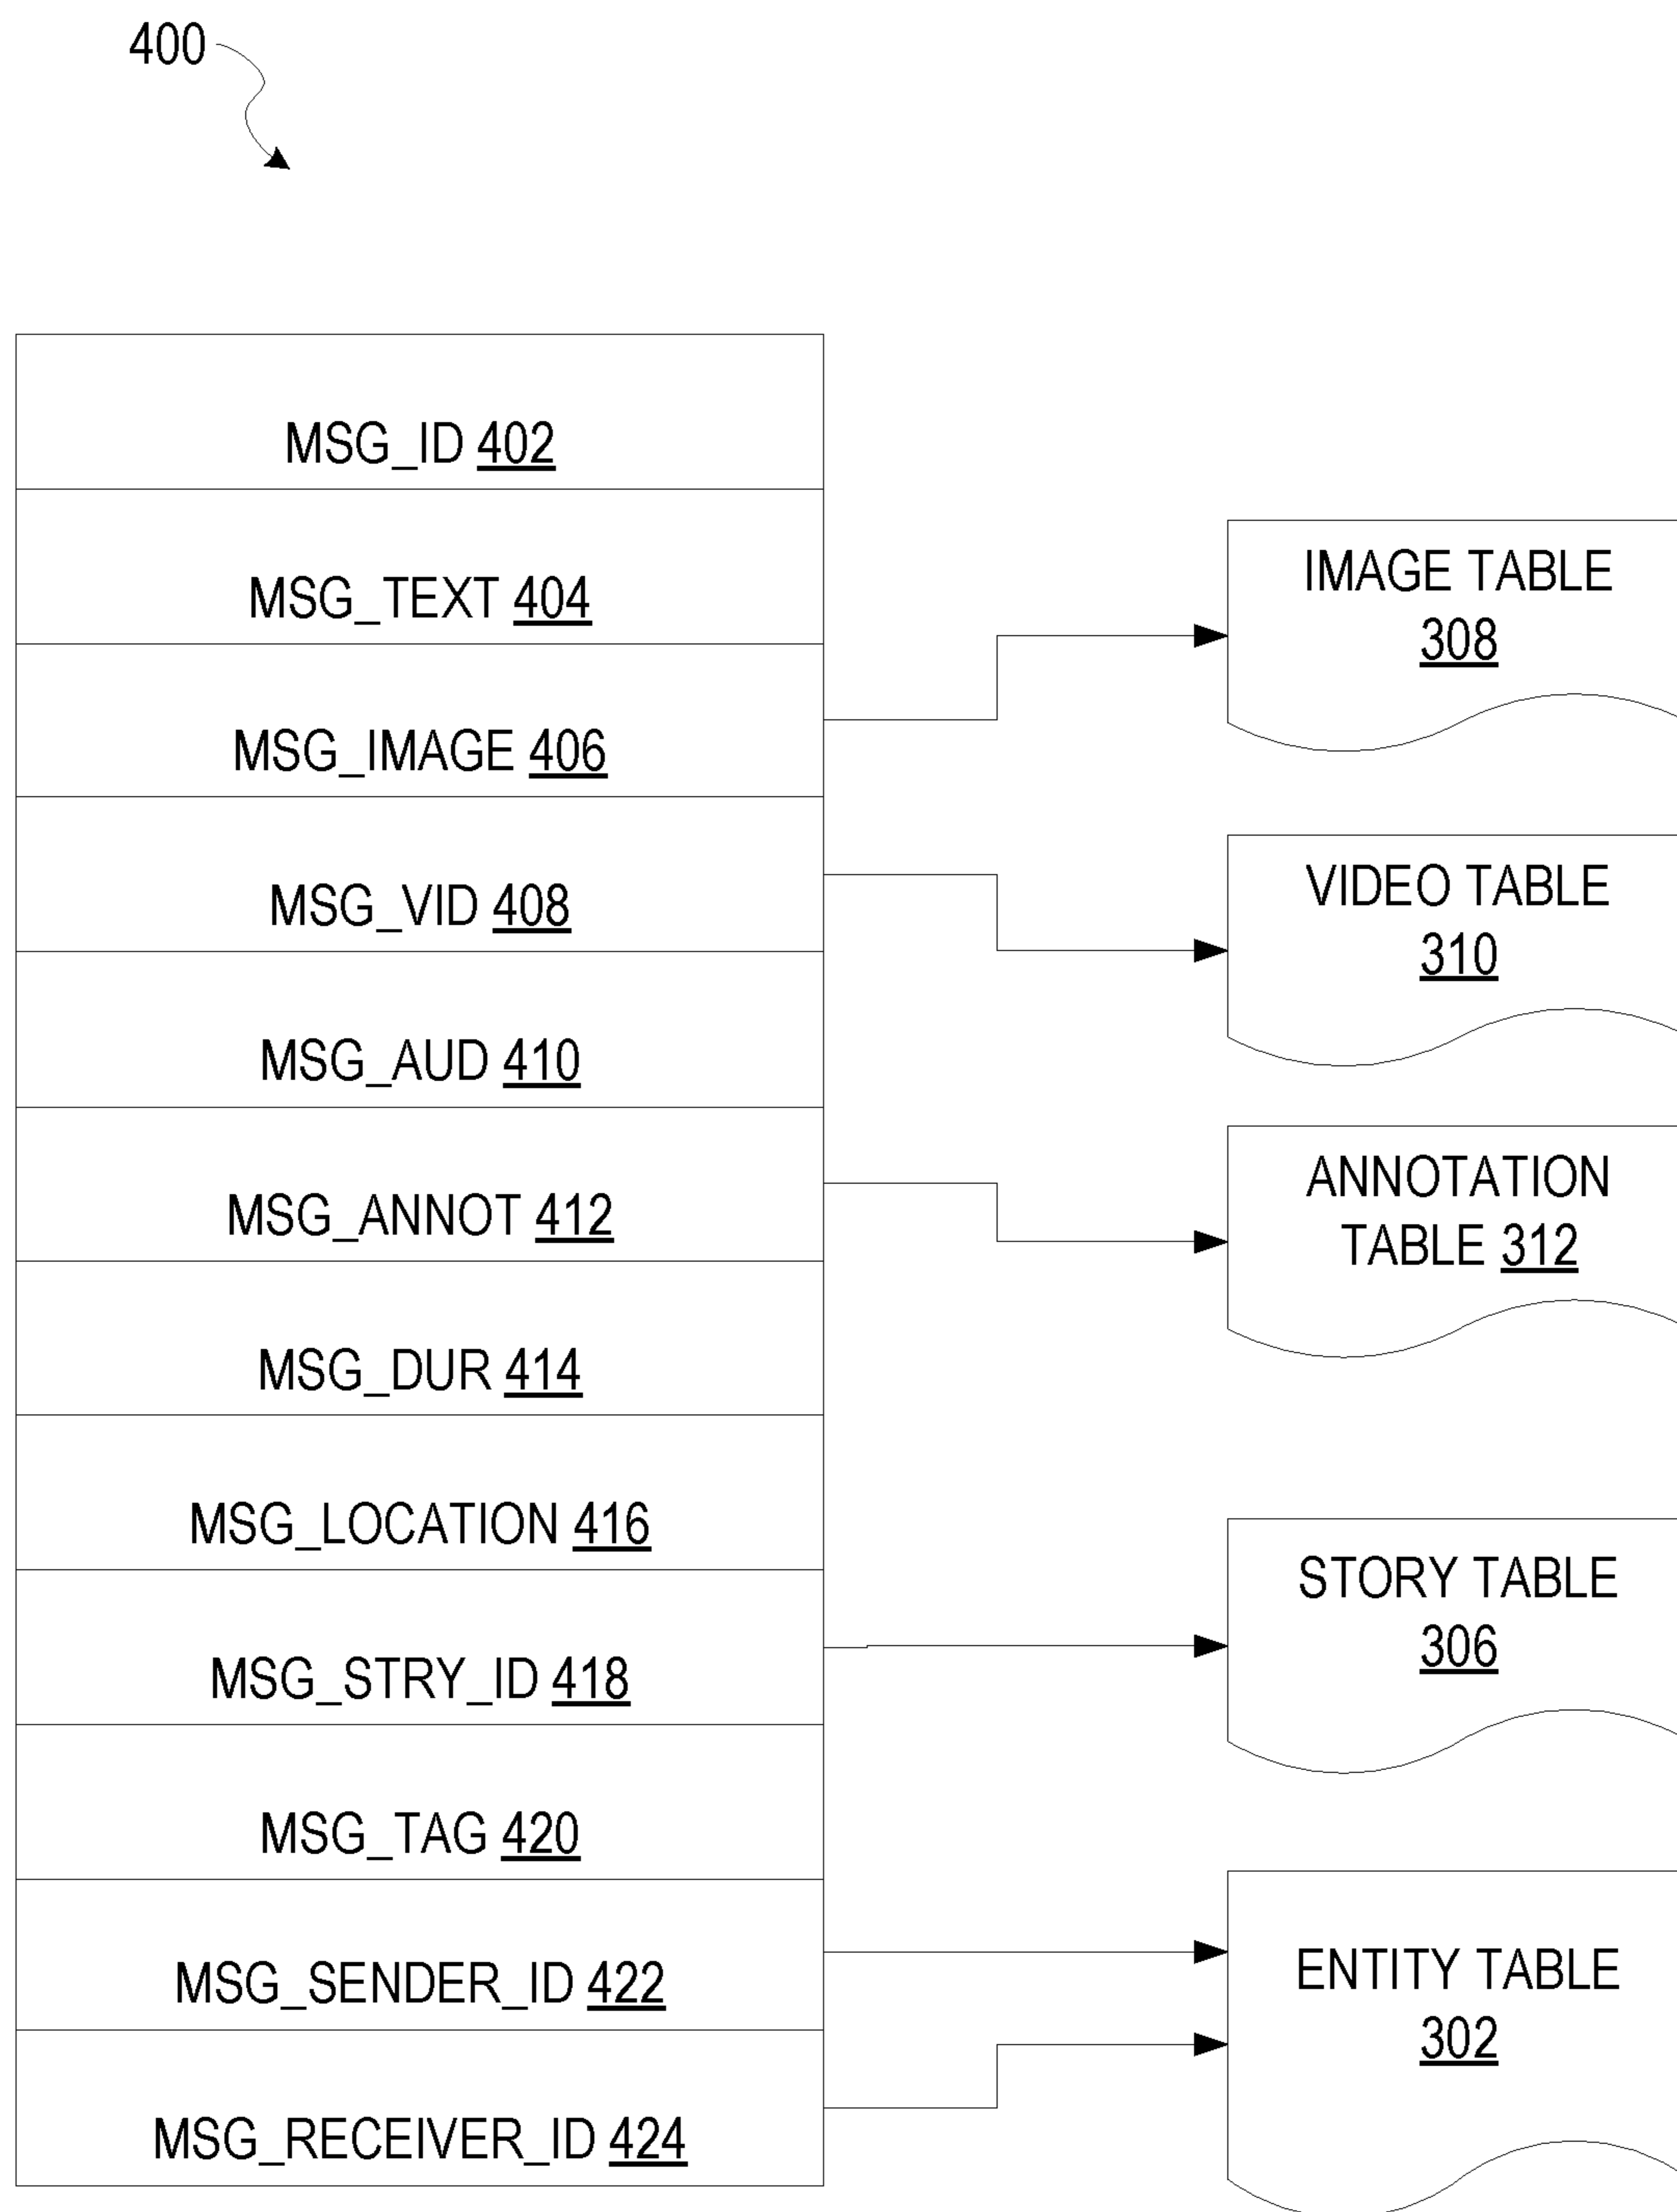 400
MSG_ID 402
MSG_TEXT 404
MSG_IMAGE 406
MSG_VID 408
MSG_AUD 410
MSG_ANNOT 412
MSG_DUR 414
MSG_LOCATION 416
MSG_STRY_ID 418
MSG_TAG 420
MSG_SENDER_ID 422
MSG_RECEIVER_ID 424
IMAGE TABLE
308
VIDEO TABLE
310
ANNOTATION
TABLE 312
STORY TABLE
306
ENTITY TABLE
302